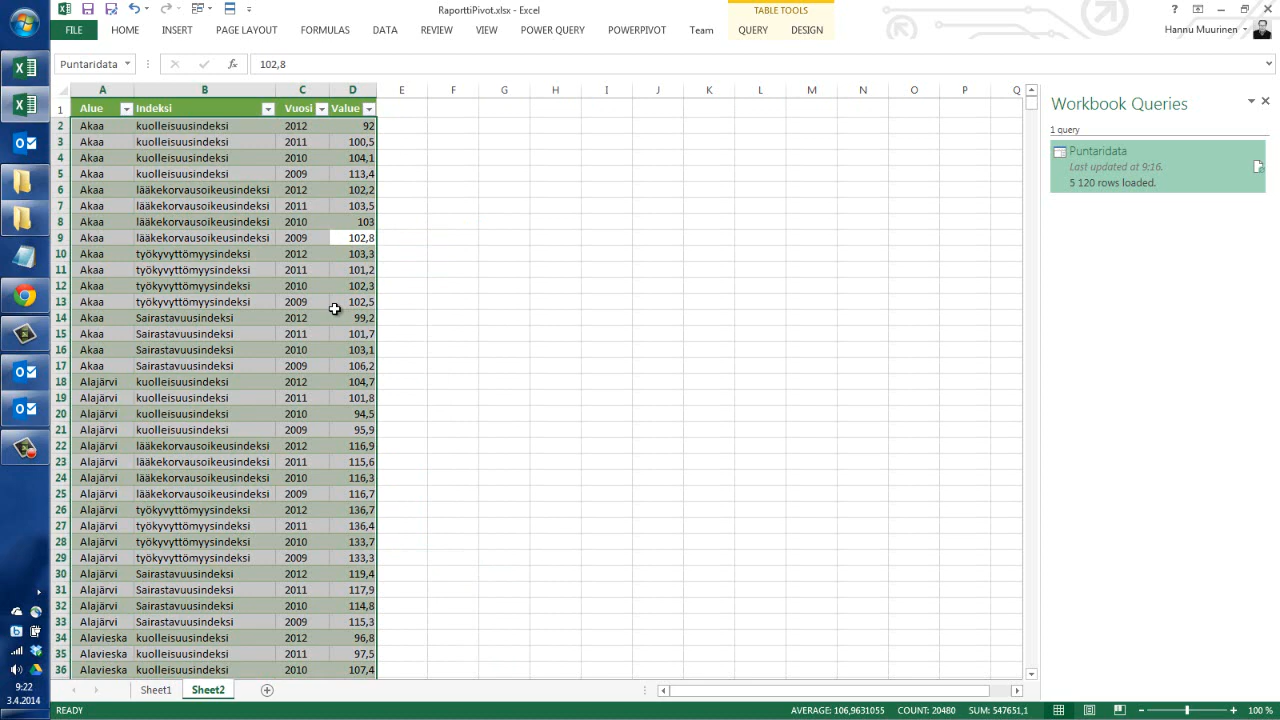 RaporttiPivot.xlsx - Excel
TABLE TOOLS
FILE HOME INSERT PAGE LAYOUT FORMULAS DATA REVIEW VIEW POWER QUERY POWERPIVOT Team QUERY DESIGN
Hannu Muurinen
Puntaridata 102,8
A B C D E F G H I J K L M N O P Q
1 Alue Indeksi Vuosi Value
2 Akaa kuolleisuusindeksi 2012 92
3 Akaa kuolleisuusindeksi 2011 100,5
4 Akaa kuolleisuusindeksi 2010 104,1
5 Akaa kuolleisuusindeksi 2009 113,4
6 Akaa lääkekorvausoikeusindeksi 2012 102,2
7 Akaa lääkekorvausoikeusindeksi 2011 103,5
8 Akaa lääkekorvausoikeusindeksi 2010 103
9 Akaa lääkekorvausoikeusindeksi 2009 102,8
10 Akaa työkyvyttömyysindeksi 2012 103,3
11 Akaa työkyvyttömyysindeksi 2011 101,2
12 Akaa työkyvyttömyysindeksi 2010 102,3
13 Akaa työkyvyttömyysindeksi 2009 102,5
14 Akaa Sairastavuusindeksi 2012 99,2
15 Akaa Sairastavuusindeksi 2011 101,7
16 Akaa Sairastavuusindeksi 2010 103,1
17 Akaa Sairastavuusindeksi 2009 106,2
18 Alajärvi kuolleisuusindeksi 2012 104,7
19 Alajärvi kuolleisuusindeksi 2011 101,8
20 Alajärvi kuolleisuusindeksi 2010 94,5
21 Alajärvi kuolleisuusindeksi 2009 95,9
22 Alajärvi lääkekorvausoikeusindeksi 2012 116,9
23 Alajärvi lääkekorvausoikeusindeksi 2011 115,6
24 Alajärvi lääkekorvausoikeusindeksi 2010 116,3
25 Alajärvi lääkekorvausoikeusindeksi 2009 116,7
26 Alajärvi työkyvyttömyysindeksi 2012 136,7
27 Alajärvi työkyvyttömyysindeksi 2011 136,4
28 Alajärvi työkyvyttömyysindeksi 2010 133,7
29 Alajärvi työkyvyttömyysindeksi 2009 133,3
30 Alajärvi Sairastavuusindeksi 2012 119,4
31 Alajärvi Sairastavuusindeksi 2011 117,9
32 Alajärvi Sairastavuusindeksi 2010 114,8
33 Alajärvi Sairastavuusindeksi 2009 115,3
34 Alavieska kuolleisuusindeksi 2012 96,8
35 Alavieska kuolleisuusindeksi 2011 97,5
36 Alavieska kuolleisuusindeksi 2010 107,4
Workbook Queries
1 query
Puntaridata
Last updated at 9:16.
5 120 rows loaded.
Sheet1 Sheet2
9:22
3.4.2014
READY AVERAGE: 106,9631055 COUNT: 20480 SUM: 547651,1 100 %